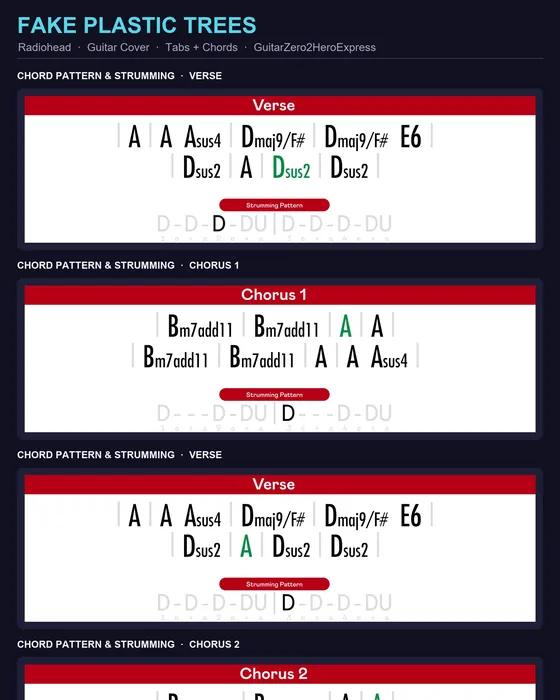 FAKE PLASTIC TREES
Radiohead · Guitar Cover · Tabs + Chords · GuitarZero2HeroExpress
CHORD PATTERN & STRUMMING · VERSE
Verse
| A | A Asus4 | Dmaj9/F# | Dmaj9/F# E6 |
| Dsus2 | A | Dsus2 | Dsus2 |
Strumming Pattern
D-D-D-DU|D-D-D-DU
CHORD PATTERN & STRUMMING · CHORUS 1
Chorus 1
| Bm7add11 | Bm7add11 | A | A |
| Bm7add11 | Bm7add11 | A | A Asus4 |
Strumming Pattern
D---D-DU|D---D-DU
CHORD PATTERN & STRUMMING · VERSE
Verse
| A | A Asus4 | Dmaj9/F# | Dmaj9/F# E6 |
| Dsus2 | A | Dsus2 | Dsus2 |
Strumming Pattern
D-D-D-DU|D-D-D-DU
CHORD PATTERN & STRUMMING · CHORUS 2
Chorus 2